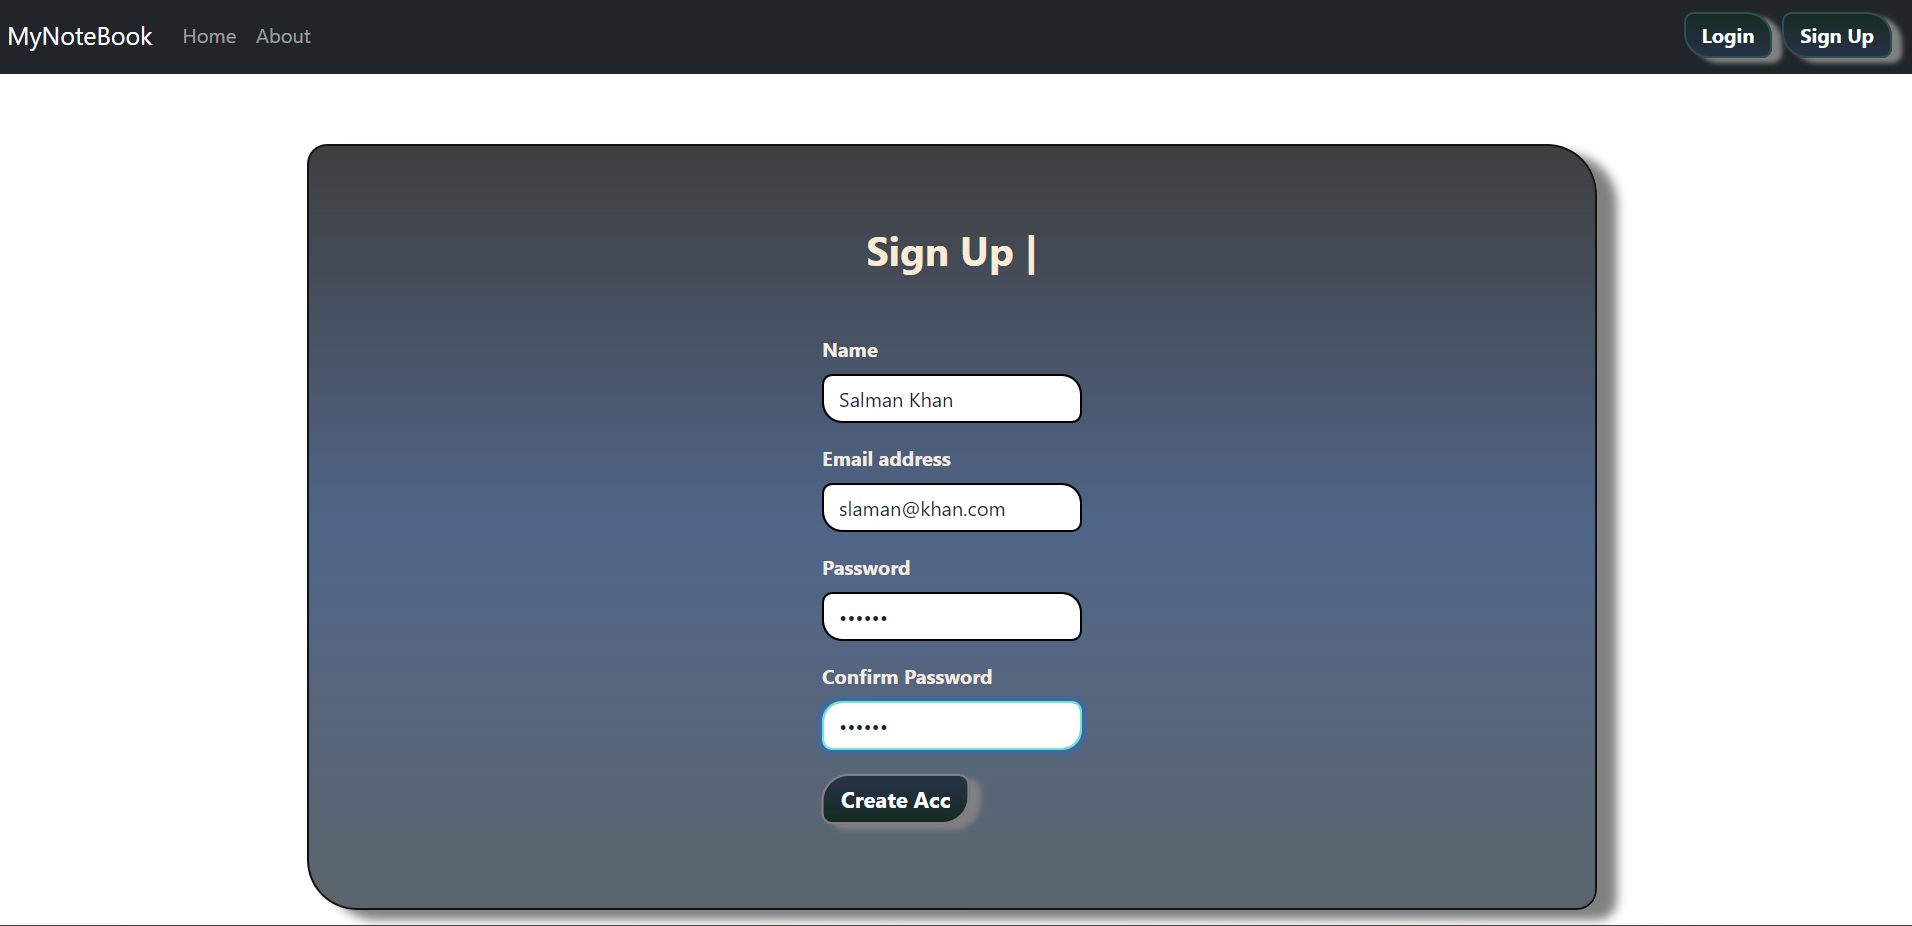 MyNoteBook Home About Login Sign Up
Sign Up |
Name
Salman Khan
Email address
slaman@khan.com
Password
••••••
Confirm Password
••••••
Create Acc